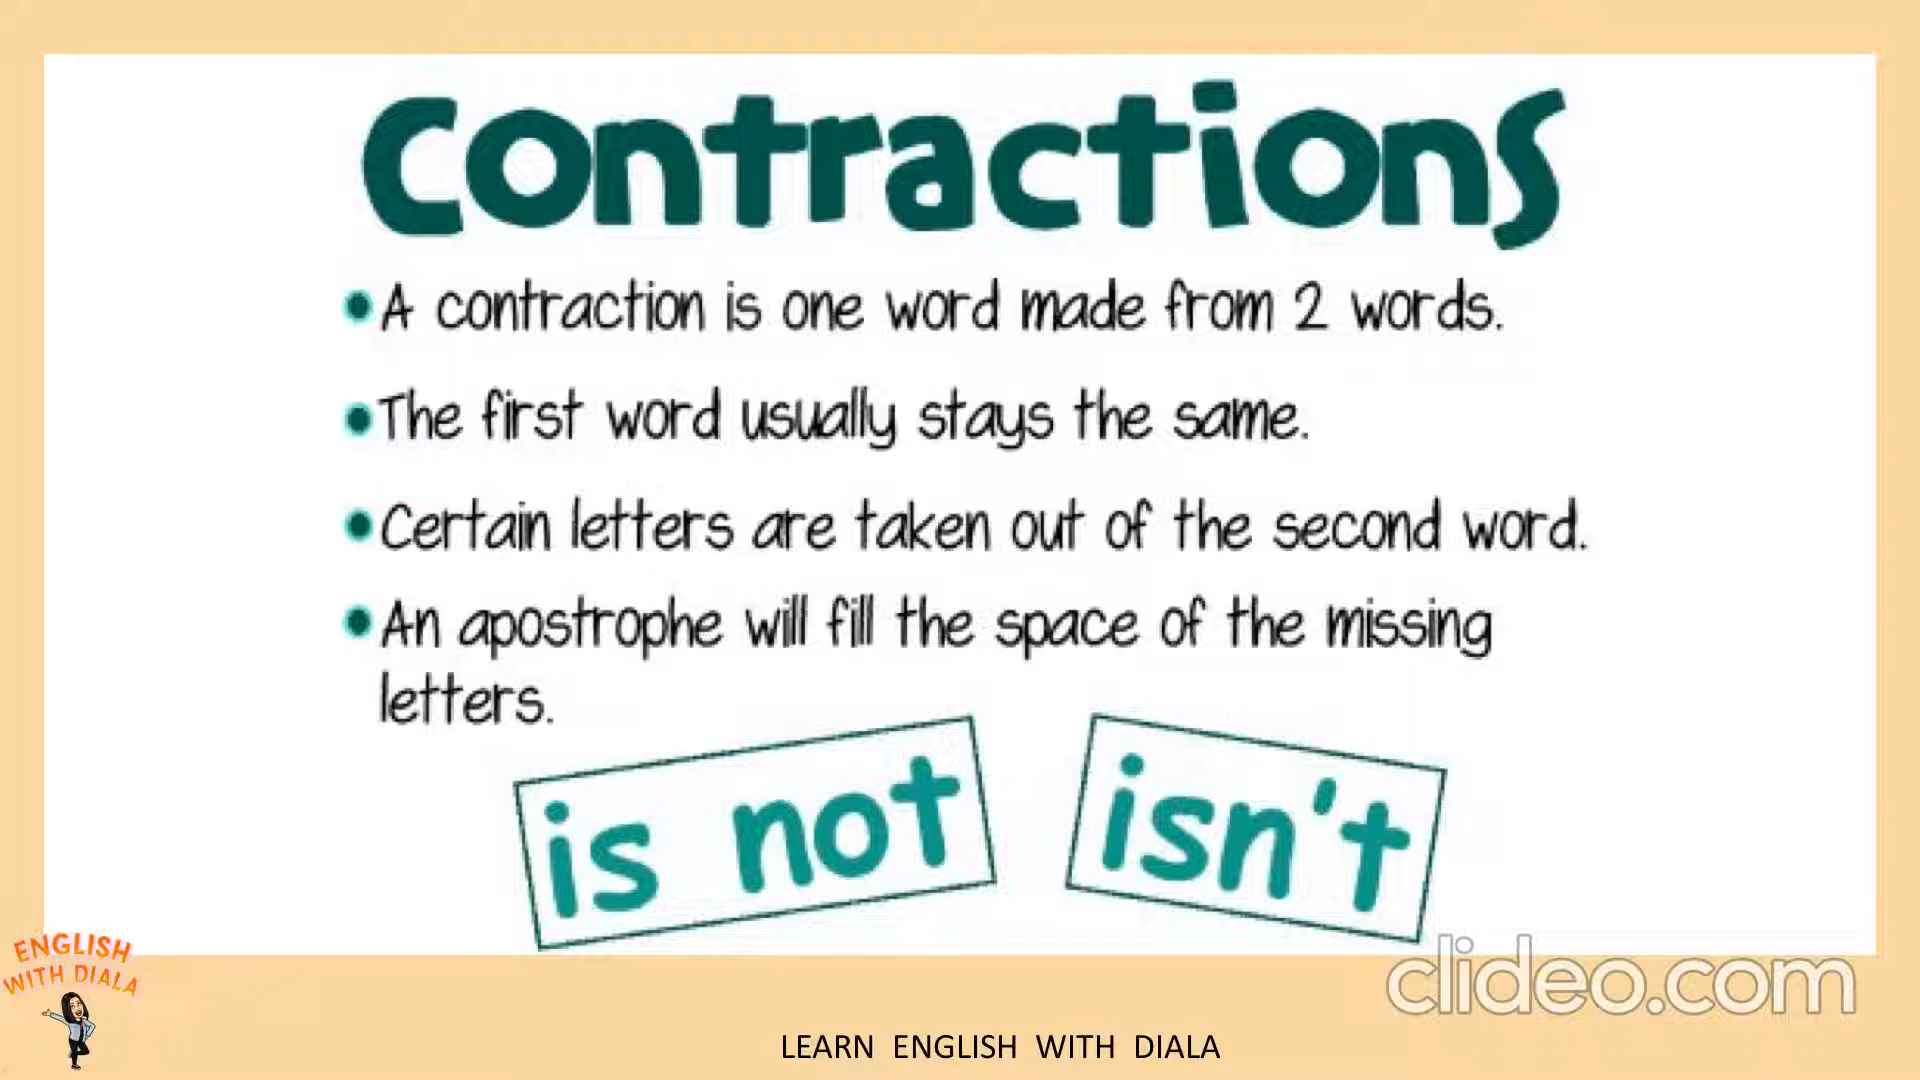 Contractions
•A contraction is one word made from 2 words.
•The first word usually stays the same.
•Certain letters are taken out of the second word.
•An apostrophe will fill the space of the missing
letters.
is not
isn't
ENGLISH
WITH DIALA
clideo.com
LEARN ENGLISH WITH DIALA